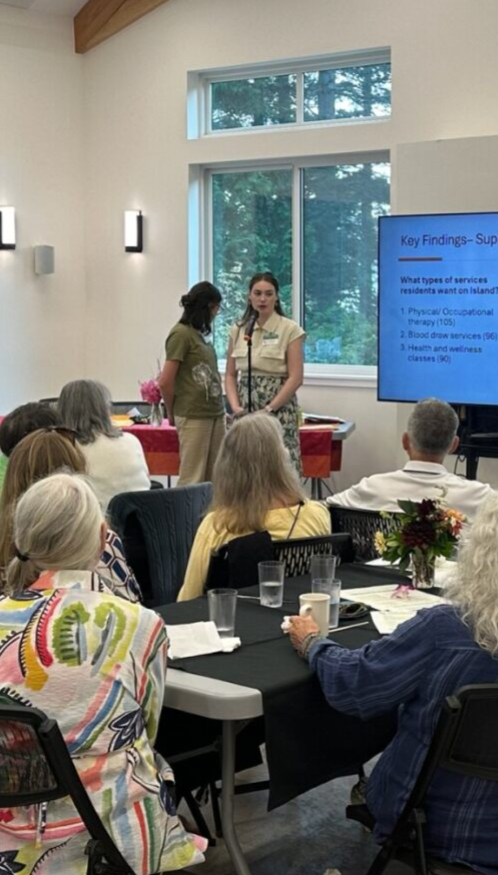 Key Findings– Sup
What types of services
residents want on Island?
1. Physical/ Occupational
therapy (105)
2. Blood draw services (96)
3. Health and wellness
classes (90)